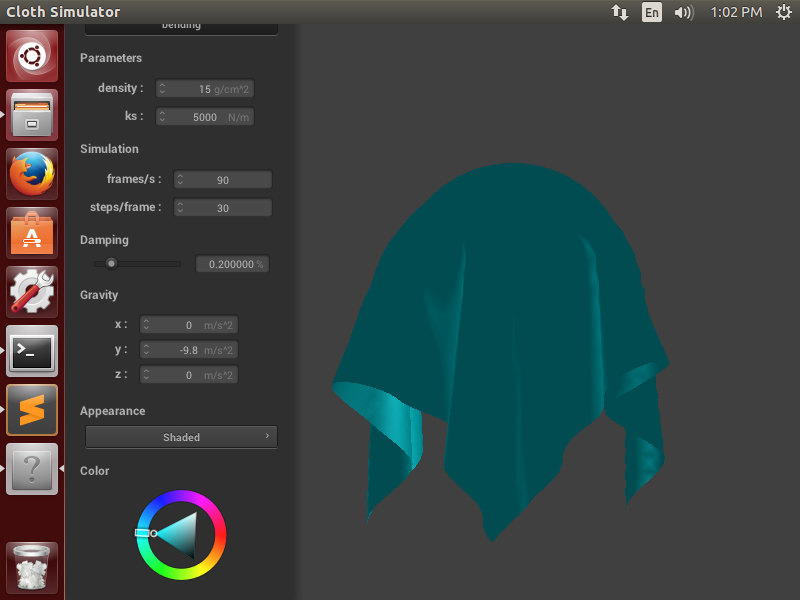 Cloth Simulator
En
1:02 PM
bending
Parameters
density : 15 g/cm^2
ks : 5000 N/m
Simulation
frames/s : 90
steps/frame : 30
Damping
0.200000 %
Gravity
x : 0 m/s^2
y : -9.8 m/s^2
z : 0 m/s^2
Appearance
Shaded
Color